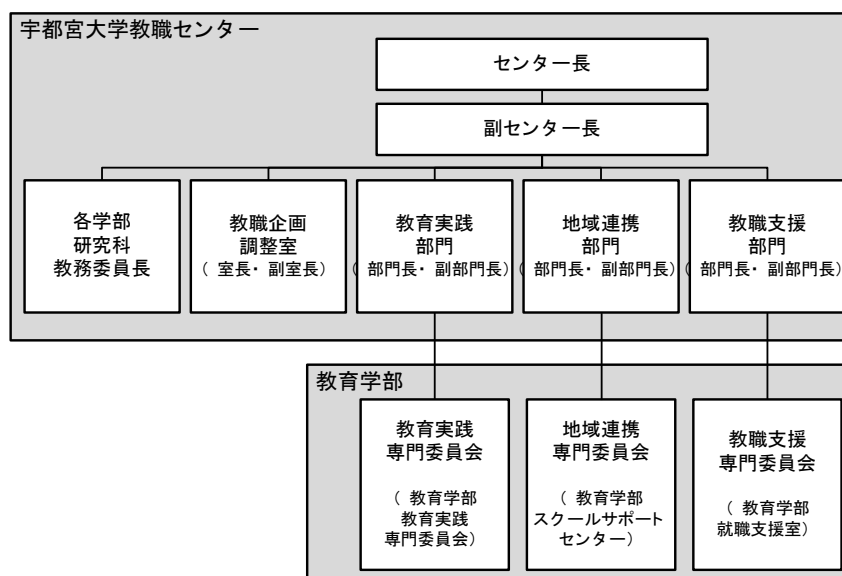 宇都宮大学教職センター
センター長
副センター長
各学部
研究科
教務委員長
教職企画
調整室
( 室長・副室長)
教育実践
部門
( 部門長・副部門長)
地域連携
部門
( 部門長・副部門長)
教職支援
部門
( 部門長・副部門長)
教育学部
教育実践
専門委員会
( 教育学部
教育実践
専門委員会)
地域連携
専門委員会
( 教育学部
スクールサポート
センター)
教職支援
専門委員会
( 教育学部
就職支援室)